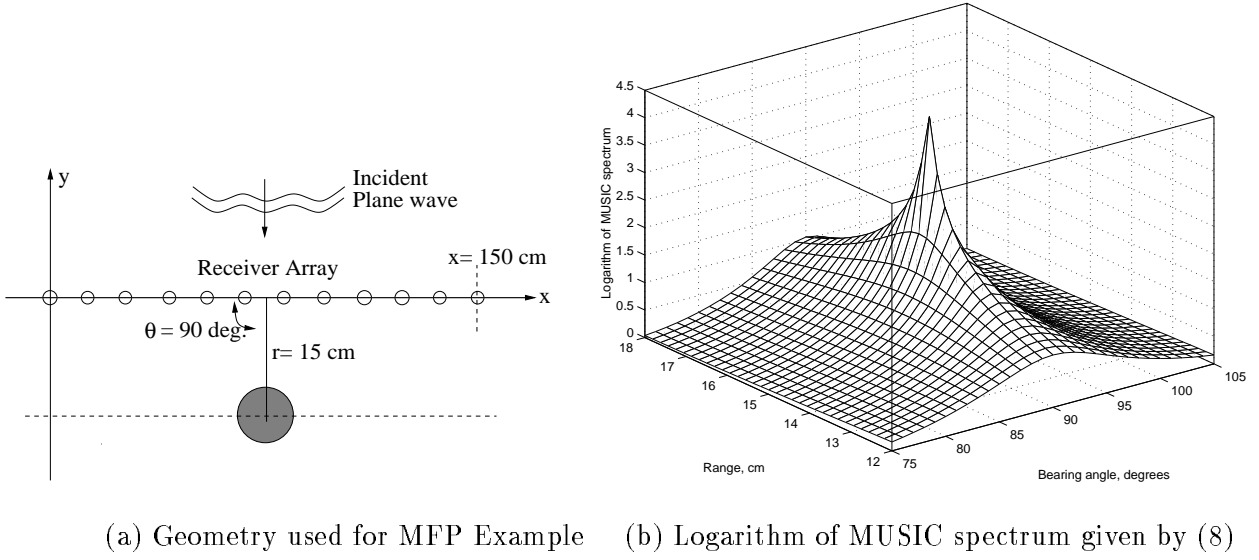 y
Incident
Plane wave
Receiver Array
x= 150 cm
x
θ = 90 deg.
r= 15 cm
Logarithm of MUSIC spectrum
4.5
4
3.5
3
2.5
2
1.5
1
0.5
0
18
17
16
15
14
13
12
75
80
85
90
95
100
105
Range, cm
Bearing angle, degrees
(a) Geometry used for MFP Example
(b) Logarithm of MUSIC spectrum given by (8)